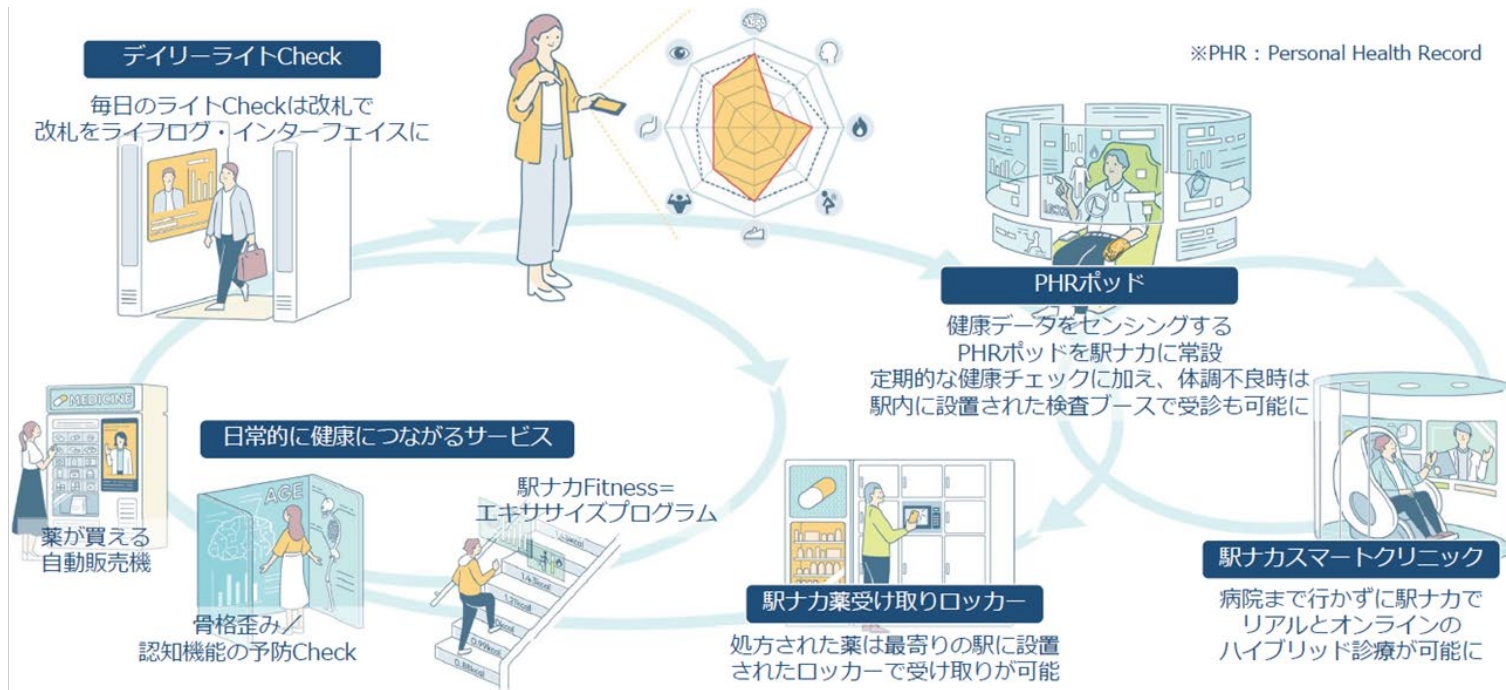 デイリーライトCheck
毎日のライトCheckは改札で
改札をライフログ・インターフェイスに
※PHR：Personal Health Record
PHRポッド
健康データをセンシングする
PHRポッドを駅ナカに常設
定期的な健康チェックに加え、体調不良時は
駅内に設置された検査ブースで受診も可能に
MEDICINE
薬が買える
自動販売機
日常的に健康につながるサービス
AGE
骨格歪み／
認知機能の予防Check
駅ナカFitness=
エキササイズプログラム
1.21kcal
0.99kcal
0.88kcal
駅ナカ薬受け取りロッカー
処方された薬は最寄りの駅に設置
されたロッカーで受け取りが可能
駅ナカスマートクリニック
病院まで行かずに駅ナカで
リアルとオンラインの
ハイブリッド診療が可能に